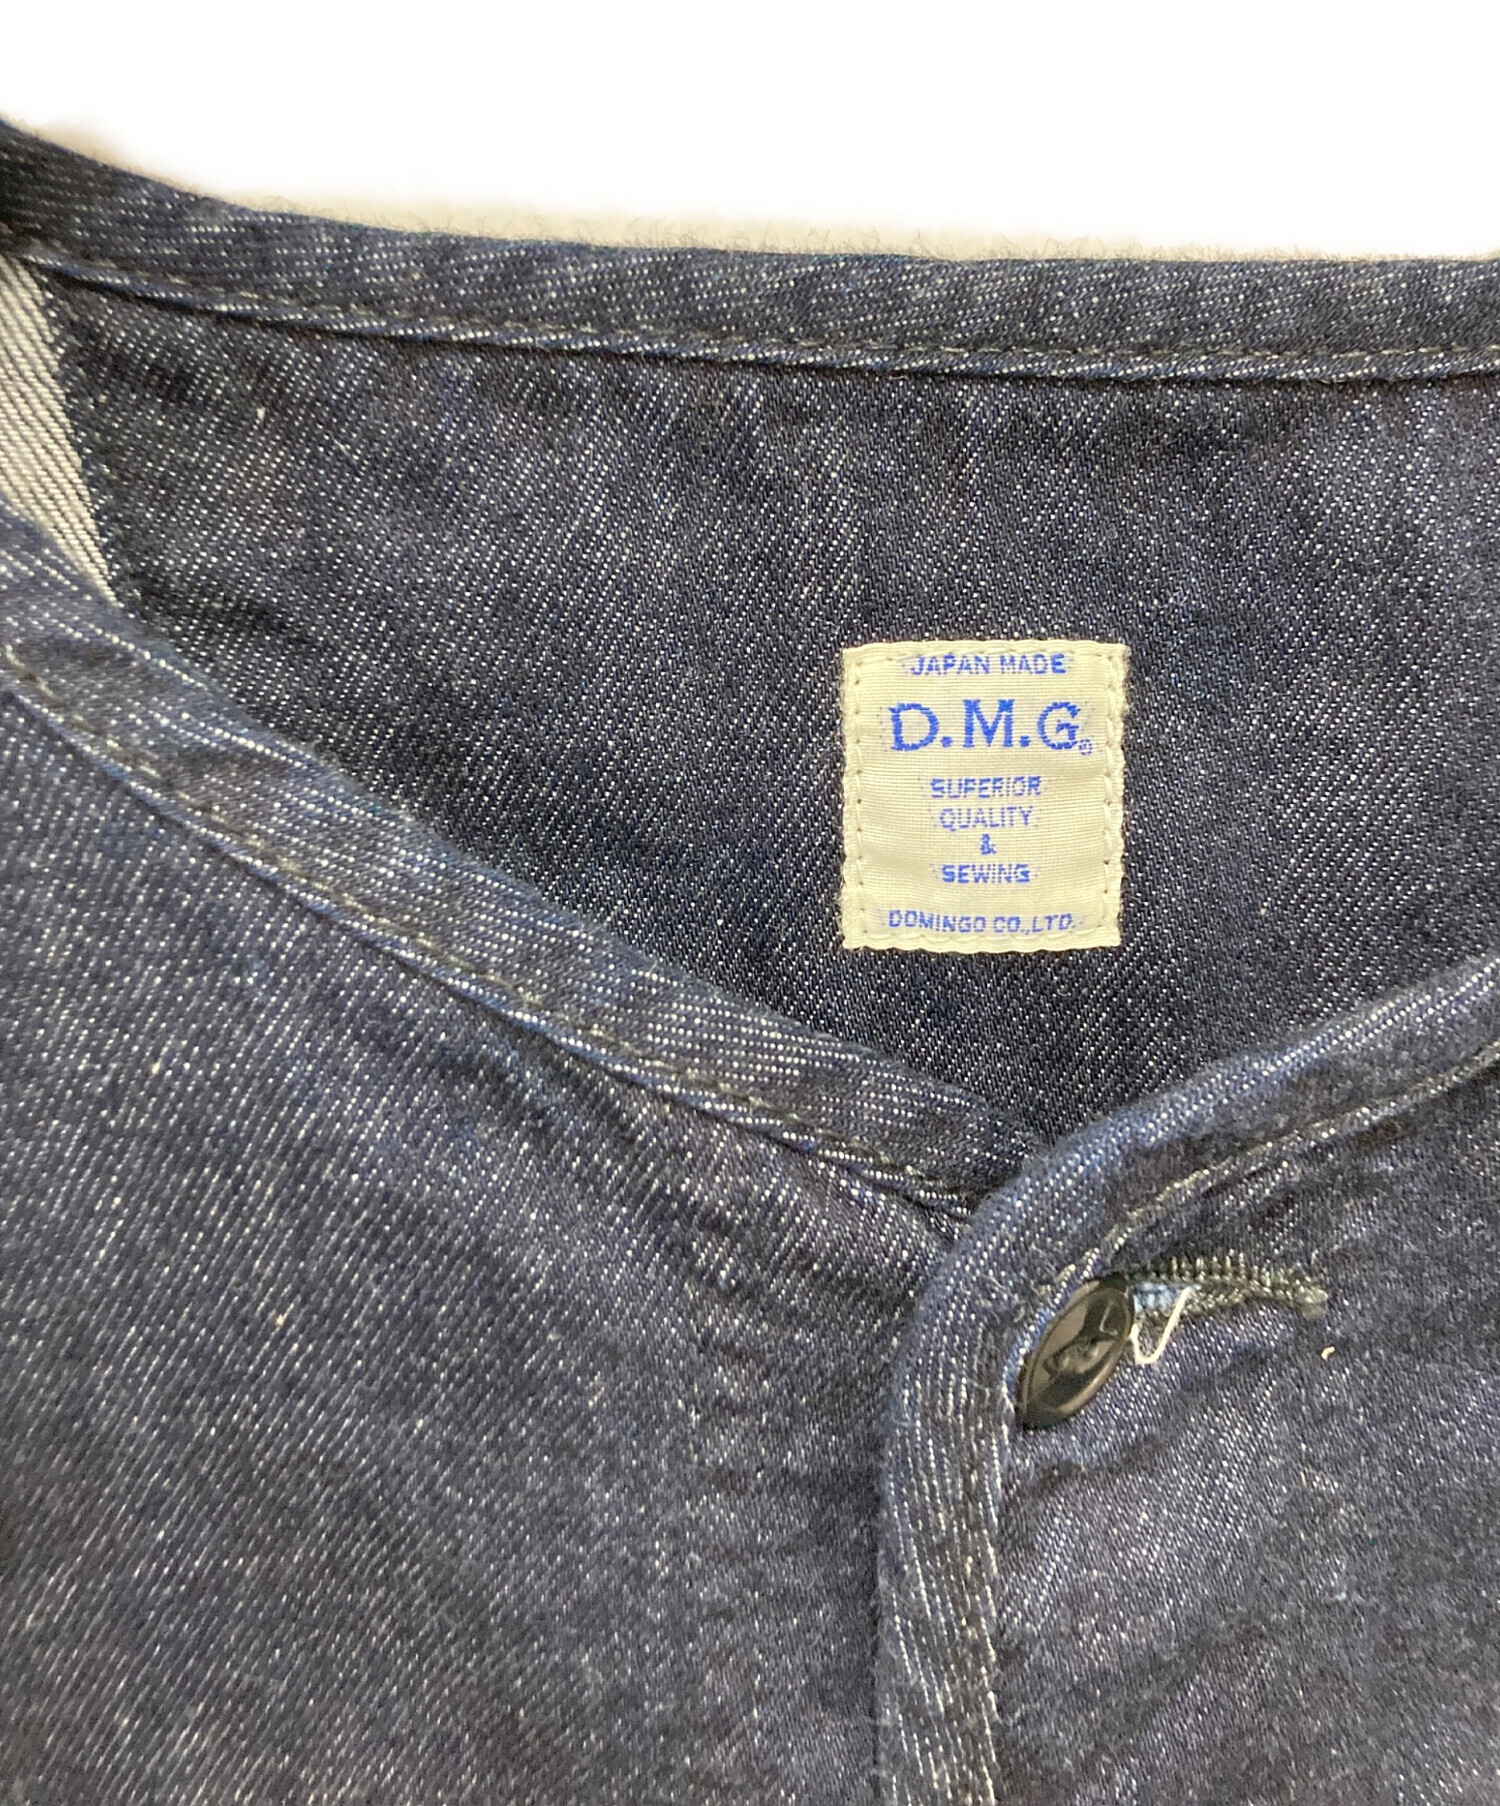 JAPAN MADE
D.M.G.®
SUPERIOR
QUALITY
&
SEWING
DOMINGO CO.,LTD.